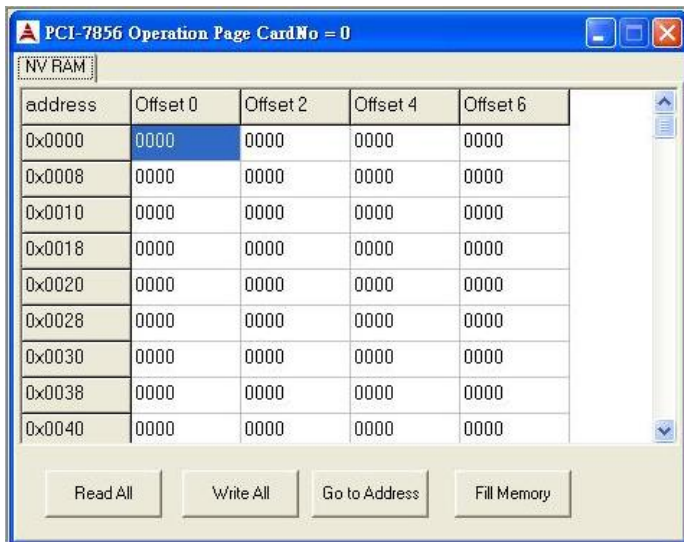 PCI-7856 Operation Page CardNo = 0
NV RAM
address Offset 0 Offset 2 Offset 4 Offset 6
0x0000 0000 0000 0000 0000
0x0008 0000 0000 0000 0000
0x0010 0000 0000 0000 0000
0x0018 0000 0000 0000 0000
0x0020 0000 0000 0000 0000
0x0028 0000 0000 0000 0000
0x0030 0000 0000 0000 0000
0x0038 0000 0000 0000 0000
0x0040 0000 0000 0000 0000
Read All Write All Go to Address Fill Memory